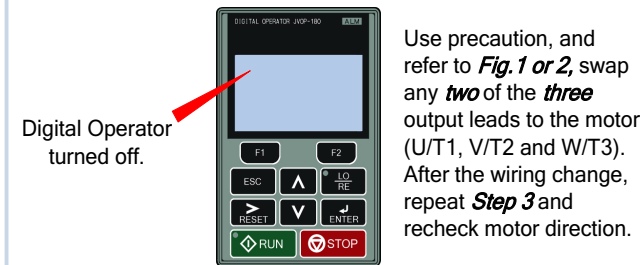 DIGITAL OPERATOR JVOP-180 ALM
Digital Operator
turned off.
F1 F2
ESC LO
RE
RESET ENTER
RUN STOP
Use precaution, and
refer to Fig.1 or 2, swap
any two of the three
output leads to the motor
(U/T1, V/T2 and W/T3).
After the wiring change,
repeat Step 3 and
recheck motor direction.